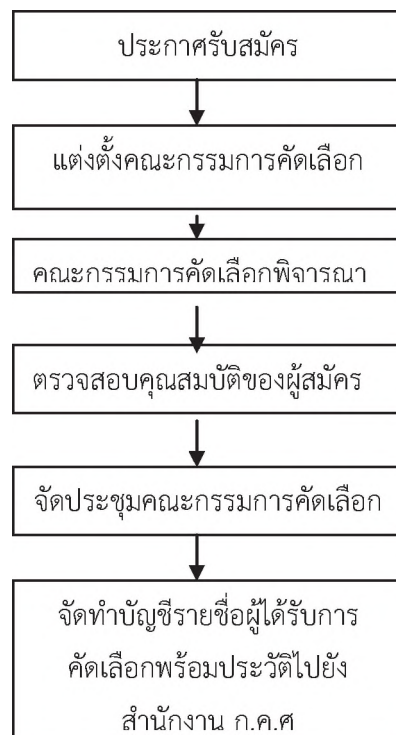 ประกาศรับสมัคร
แต่งตั้งคณะกรรมการคัดเลือก
คณะกรรมการคัดเลือกพิจารณา
ตรวจสอบคุณสมบัติของผู้สมัคร
จัดประชุมคณะกรรมการคัดเลือก
จัดทำบัญชีรายชื่อผู้ได้รับการ
คัดเลือกพร้อมประวัติไปยัง
สำนักงาน ก.ค.ศ